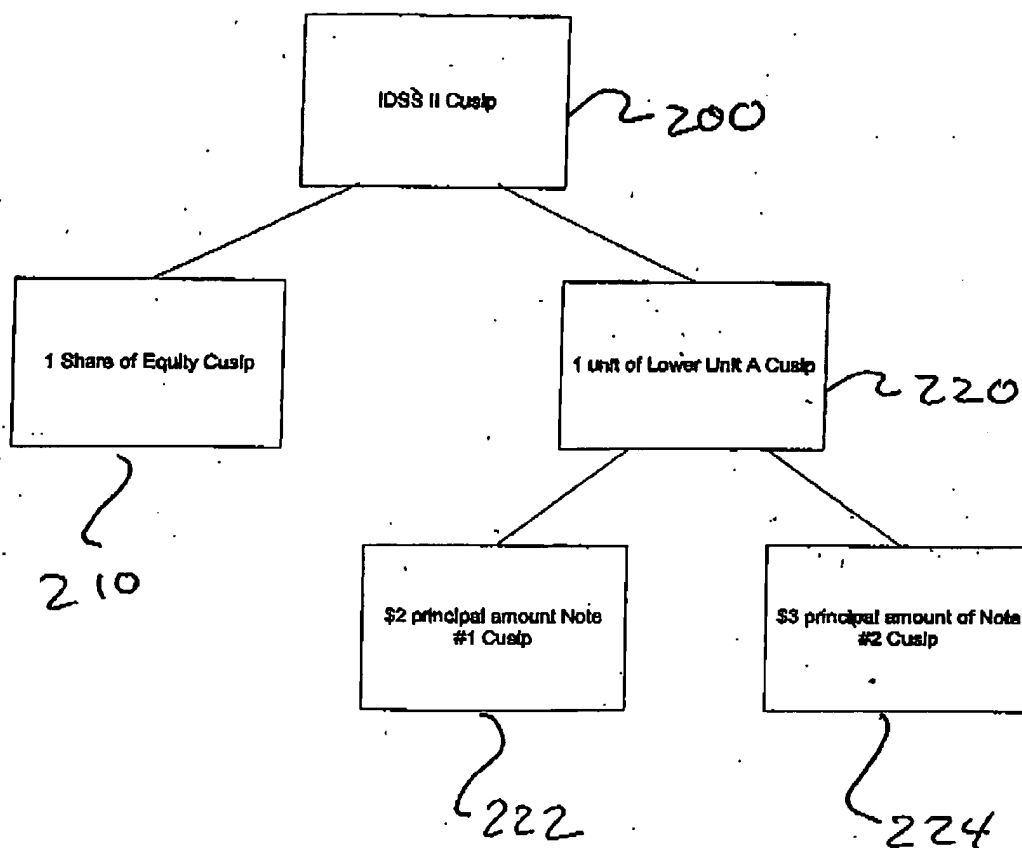 IDSS II Cusip
200
1 Share of Equity Cusip
1 unit of Lower Unit A Cusip
220
210
$2 principal amount Note
#1 Cusip
$3 principal amount of Note
#2 Cusip
222
224